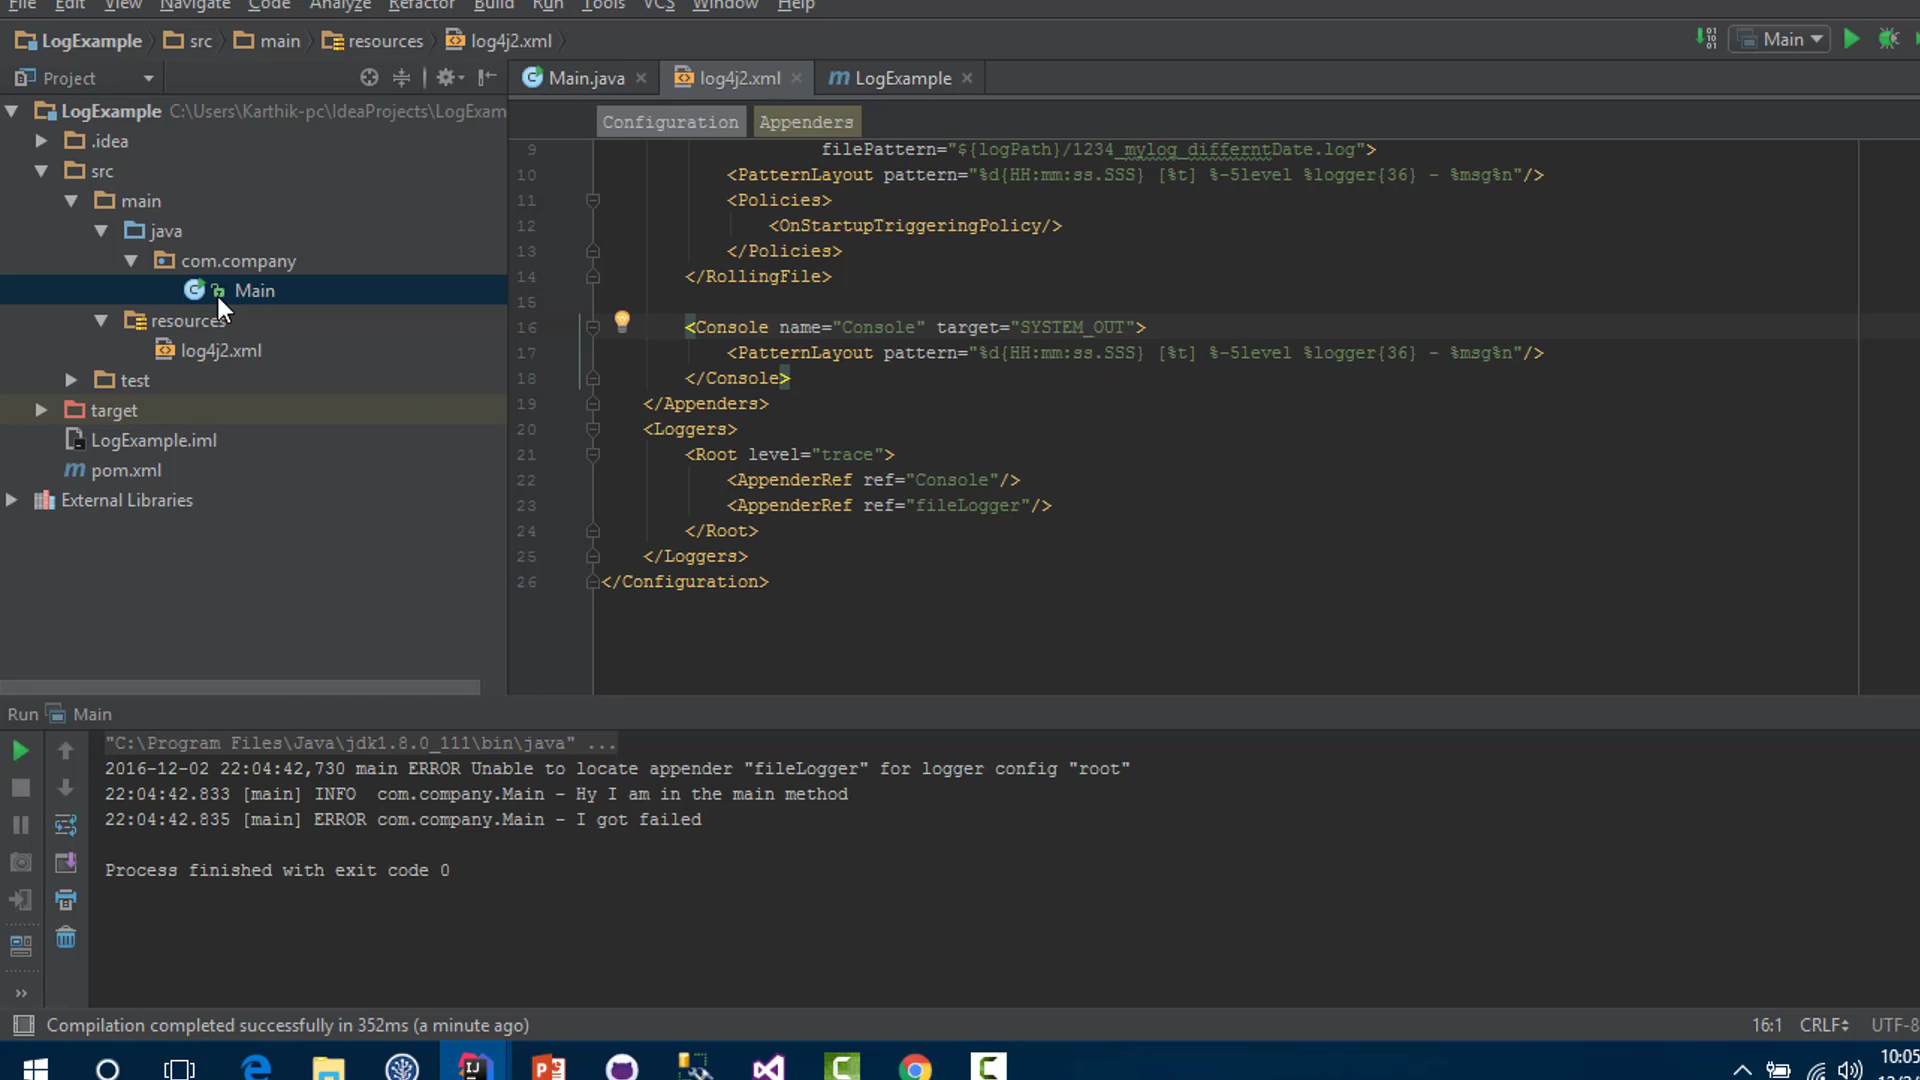 File Edit View Navigate Code Analyze Refactor Build Run Tools VCS Window Help
LogExample src main resources log4j2.xml
Main
Project
Main.java log4j2.xml m LogExample
LogExample C:\Users\Karthik-pc\IdeaProjects\LogExam
.idea
src
main
java
com.company
Main
resources
log4j2.xml
test
target
LogExample.iml
m pom.xml
External Libraries
Configuration Appenders
9 filePattern="${logPath}/1234_mylog_differntDate.log">
10 <PatternLayout pattern="%d{HH:mm:ss.SSS} [%t] %-5level %logger{36} - %msg%n"/>
11 <Policies>
12 <OnStartupTriggeringPolicy/>
13 </Policies>
14 </RollingFile>
15
16 <Console name="Console" target="SYSTEM_OUT">
17 <PatternLayout pattern="%d{HH:mm:ss.SSS} [%t] %-5level %logger{36} - %msg%n"/>
18 </Console>
19 </Appenders>
20 <Loggers>
21 <Root level="trace">
22 <AppenderRef ref="Console"/>
23 <AppenderRef ref="fileLogger"/>
24 </Root>
25 </Loggers>
26 </Configuration>
Run Main
"C:\Program Files\Java\jdk1.8.0_111\bin\java" ...
2016-12-02 22:04:42,730 main ERROR Unable to locate appender "fileLogger" for logger config "root"
22:04:42.833 [main] INFO  com.company.Main - Hy I am in the main method
22:04:42.835 [main] ERROR com.company.Main - I got failed
Process finished with exit code 0
Compilation completed successfully in 352ms (a minute ago)
16:1 CRLF UTF-8
10:05